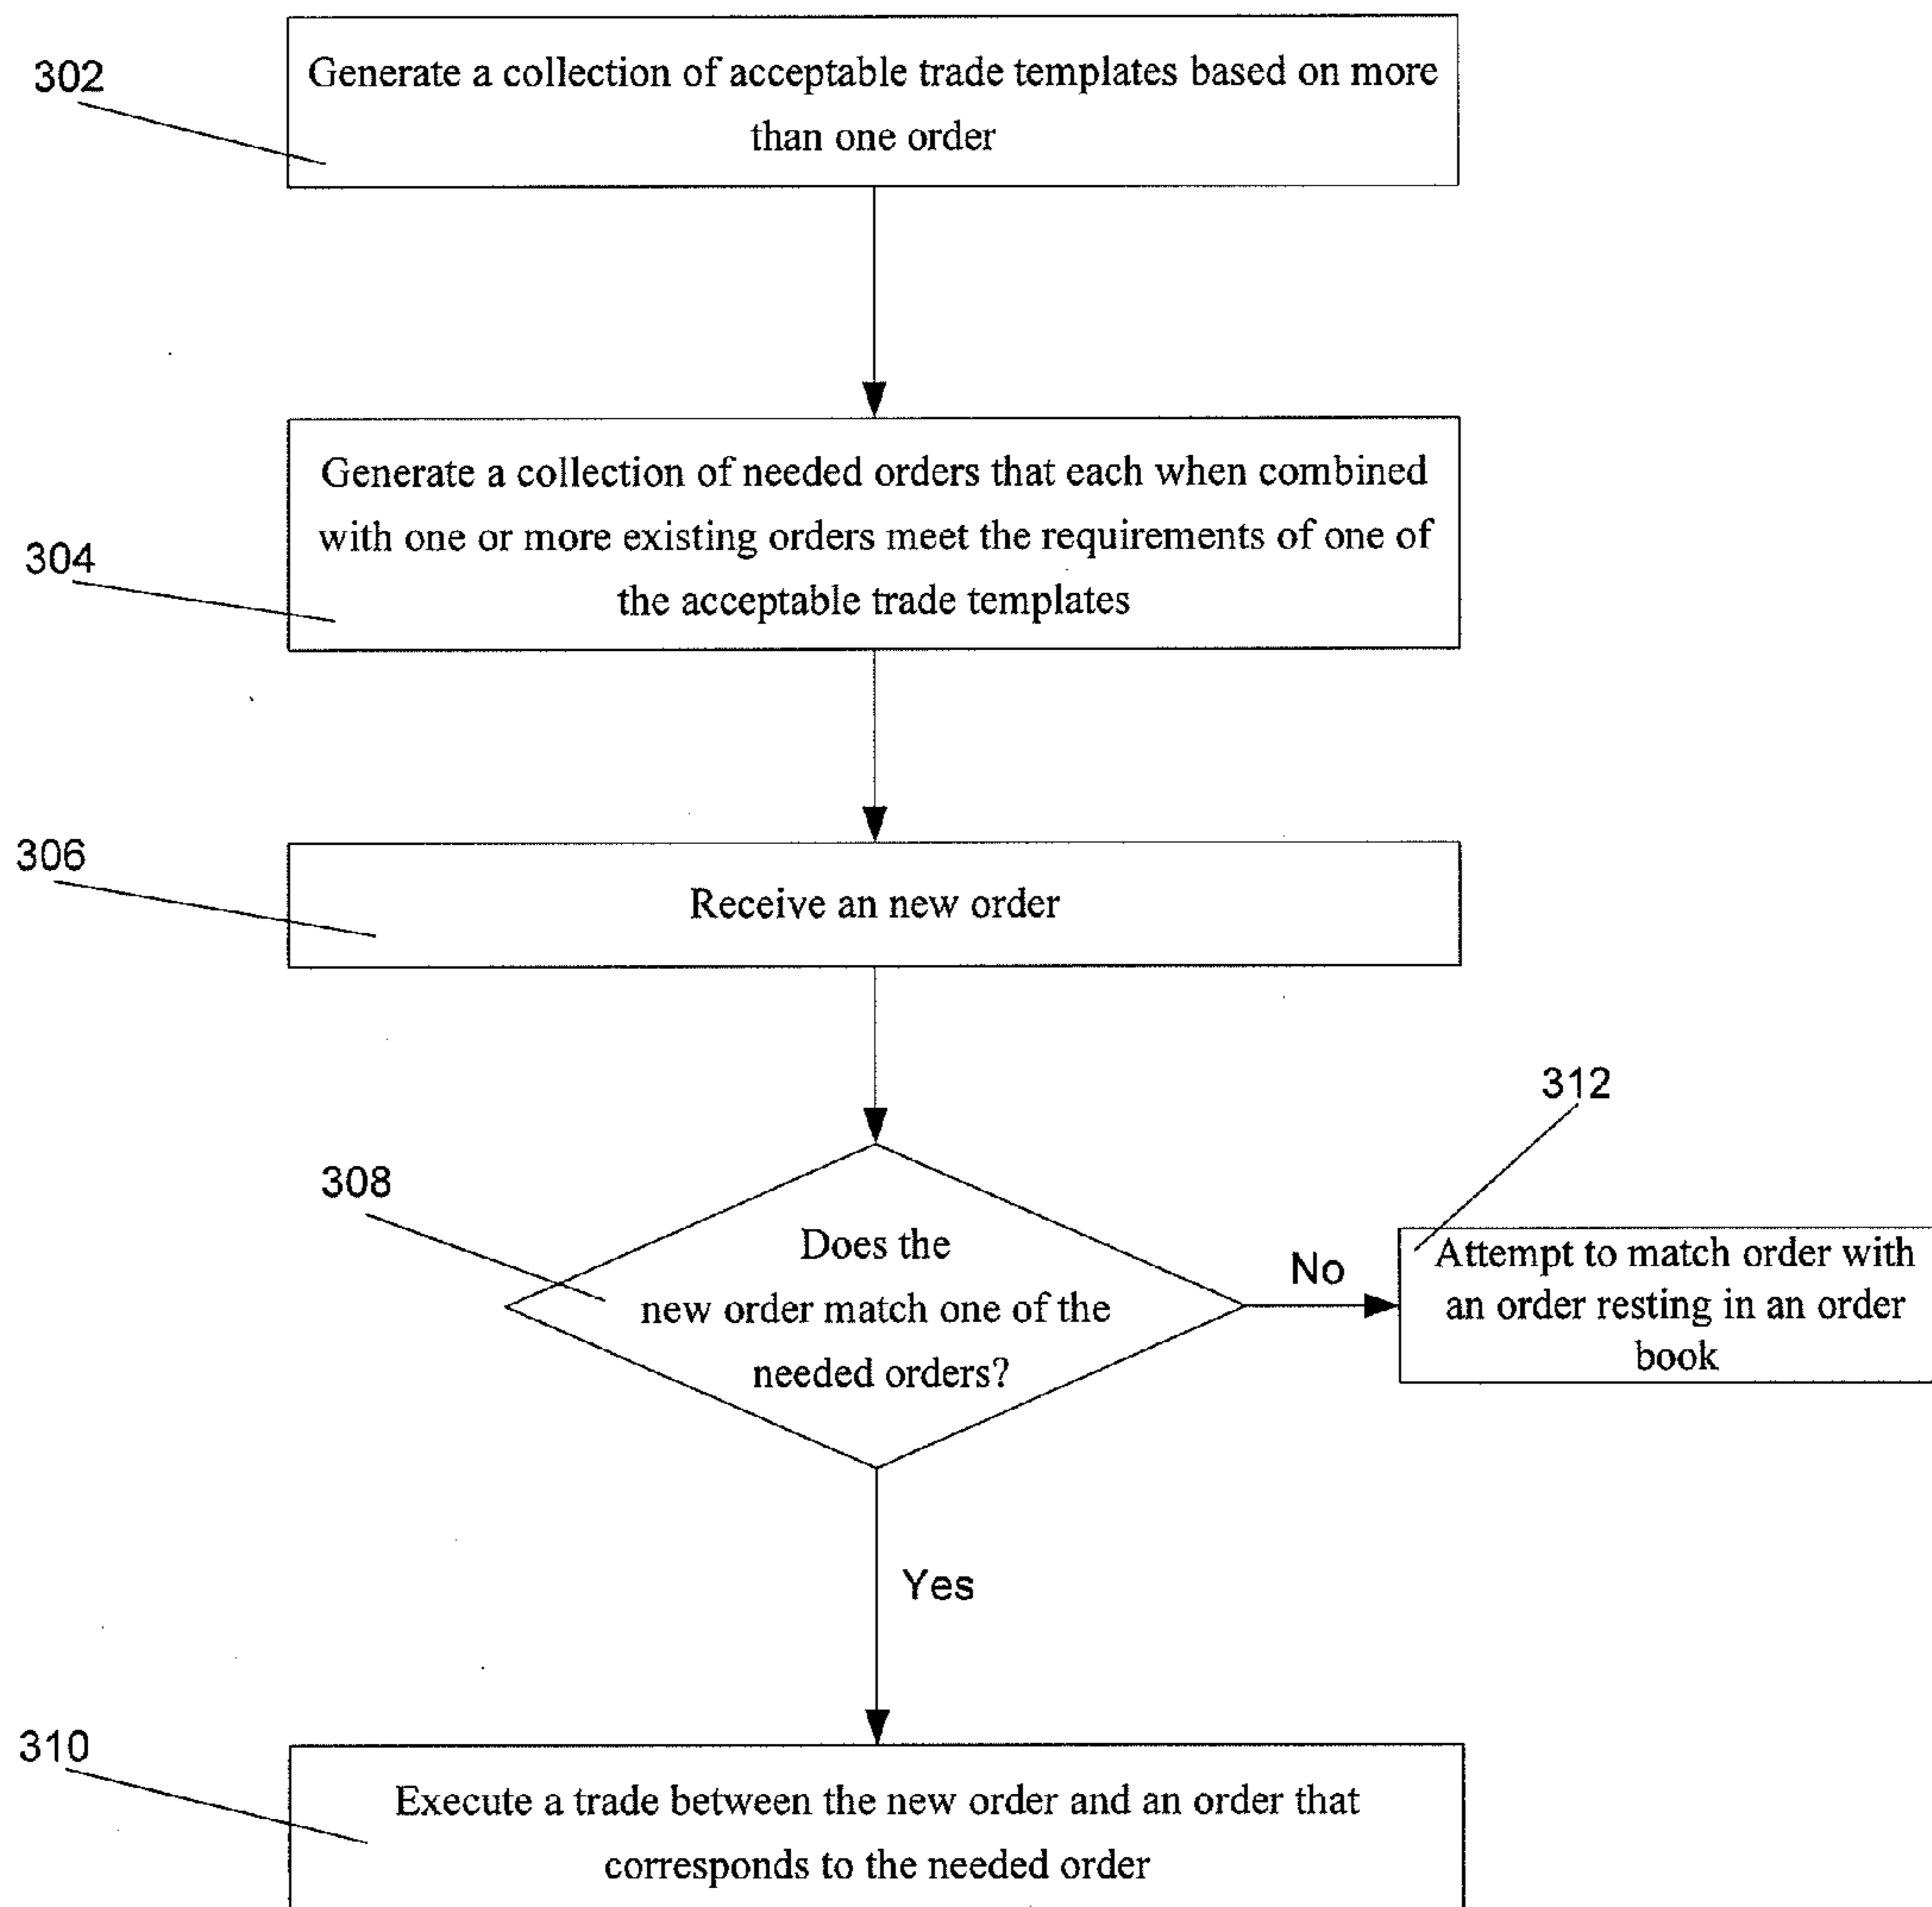 302
Generate a collection of acceptable trade templates based on more
than one order
304
Generate a collection of needed orders that each when combined
with one or more existing orders meet the requirements of one of
the acceptable trade templates
306
Receive an new order
308
Does the
new order match one of the
needed orders?
No
312
Attempt to match order with
an order resting in an order
book
Yes
310
Execute a trade between the new order and an order that
corresponds to the needed order